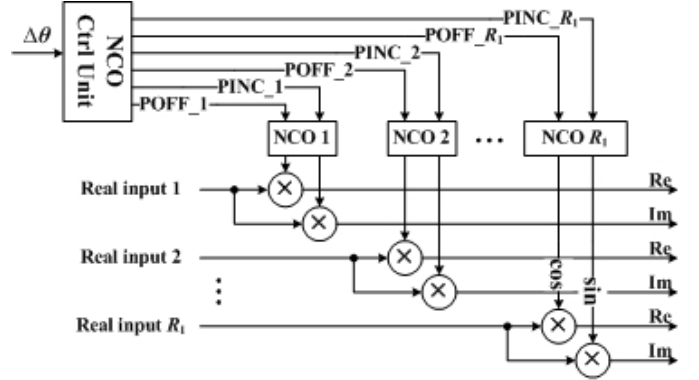 PINC_R₁
Δθ
NCO
Ctrl Unit
POFF_R₁
PINC_2
POFF_2
PINC_1
POFF_1
NCO 1
NCO 2
...
NCO R₁
Real input 1
Re
Im
Real input 2
Re
cos
sin
Im
⋮
Real input R₁
Re
Im